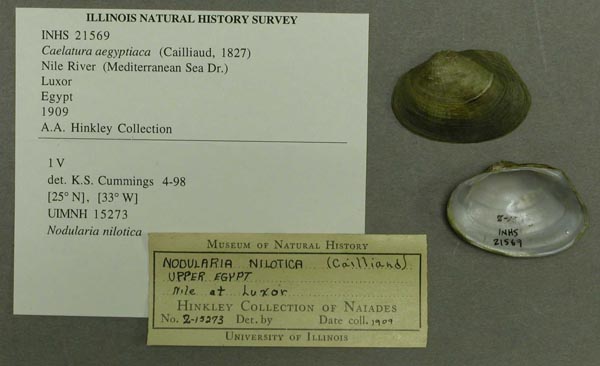 ILLINOIS NATURAL HISTORY SURVEY
INHS 21569
Caelatura aegyptiaca (Cailliaud, 1827)
Nile River (Mediterranean Sea Dr.)
Luxor
Egypt
1909
A.A. Hinkley Collection
1 V
det. K.S. Cummings 4-98
[25° N], [33° W]
UIMNH 15273
Nodularia nilotica
MUSEUM OF NATURAL HISTORY
NODULARIA NILOTICA (Cailliaud)
UPPER EGYPT
Nile at Luxor
HINKLEY COLLECTION OF NAIADES
No. Z-15273 Det. by Date coll. 1909
UNIVERSITY OF ILLINOIS
INHS
21569